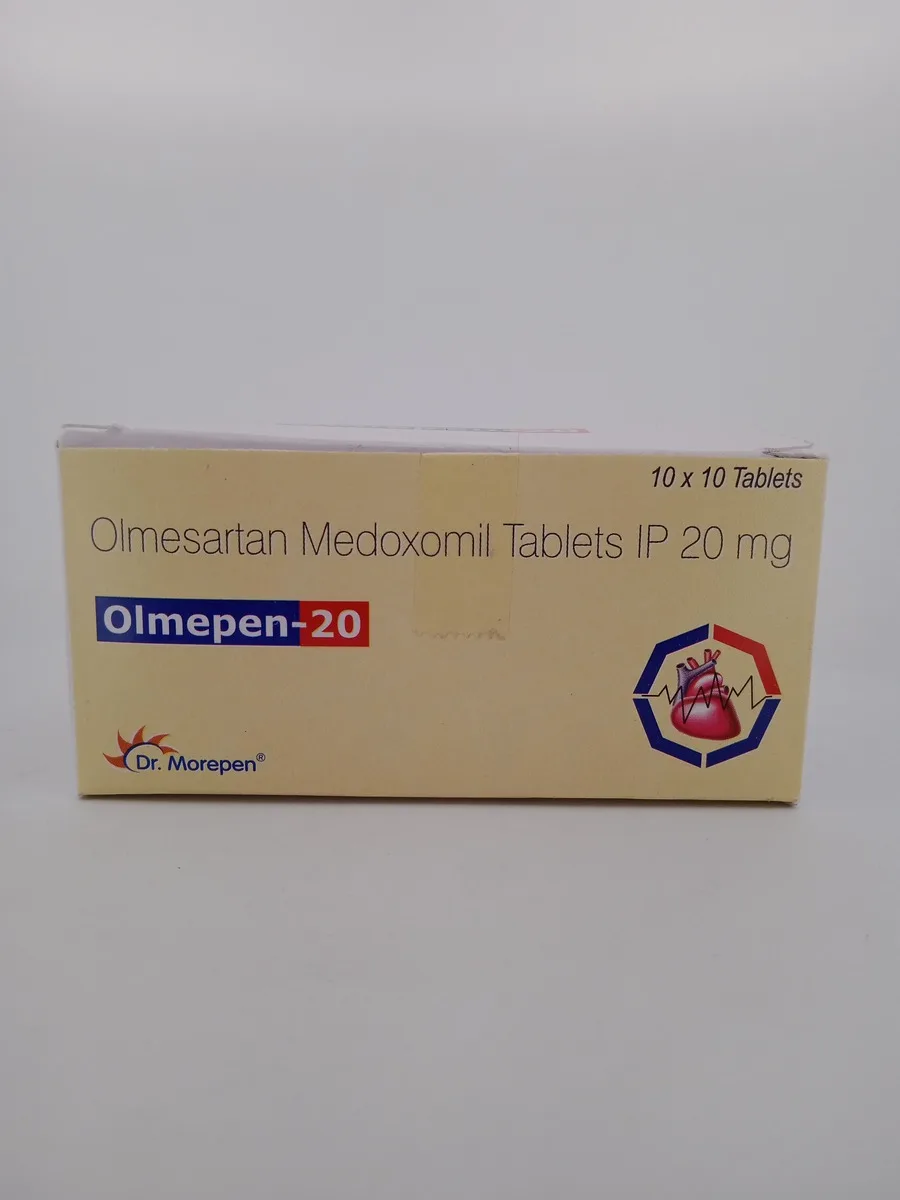 10 x 10 Tablets
Olmesartan Medoxomil Tablets IP 20 mg
Olmepen-20
Dr. Morepen®